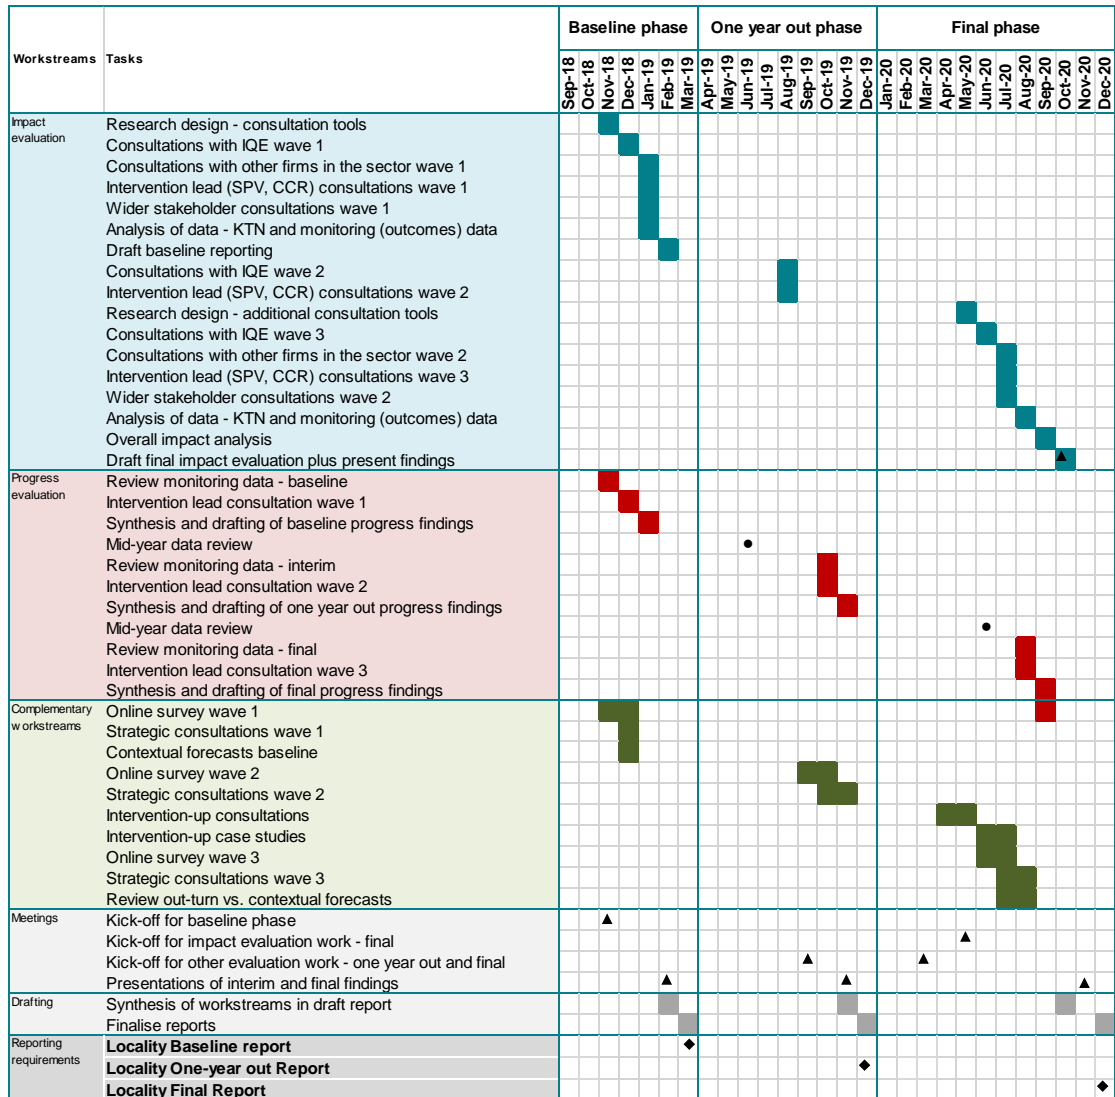 Baseline phase One year out phase Final phase
Workstreams Tasks
Sep-18 Oct-18 Nov-18 Dec-18 Jan-19 Feb-19 Mar-19 Apr-19 May-19 Jun-19 Jul-19 Aug-19 Sep-19 Oct-19 Nov-19 Dec-19 Jan-20 Feb-20 Mar-20 Apr-20 May-20 Jun-20 Jul-20 Aug-20 Sep-20 Oct-20 Nov-20 Dec-20
Impact evaluation
Research design - consultation tools
Consultations with IQE wave 1
Consultations with other firms in the sector wave 1
Intervention lead (SPV, CCR) consultations wave 1
Wider stakeholder consultations wave 1
Analysis of data - KTN and monitoring (outcomes) data
Draft baseline reporting
Consultations with IQE wave 2
Intervention lead (SPV, CCR) consultations wave 2
Research design - additional consultation tools
Consultations with IQE wave 3
Consultations with other firms in the sector wave 2
Intervention lead (SPV, CCR) consultations wave 3
Wider stakeholder consultations wave 2
Analysis of data - KTN and monitoring (outcomes) data
Overall impact analysis
Draft final impact evaluation plus present findings
Progress evaluation
Review monitoring data - baseline
Intervention lead consultation wave 1
Synthesis and drafting of baseline progress findings
Mid-year data review
Review monitoring data - interim
Intervention lead consultation wave 2
Synthesis and drafting of one year out progress findings
Mid-year data review
Review monitoring data - final
Intervention lead consultation wave 3
Synthesis and drafting of final progress findings
Complementary workstreams
Online survey wave 1
Strategic consultations wave 1
Contextual forecasts baseline
Online survey wave 2
Strategic consultations wave 2
Intervention-up consultations
Intervention-up case studies
Online survey wave 3
Strategic consultations wave 3
Review out-turn vs. contextual forecasts
Meetings
Kick-off for baseline phase
Kick-off for impact evaluation work - final
Kick-off for other evaluation work - one year out and final
Presentations of interim and final findings
Drafting
Synthesis of workstreams in draft report
Finalise reports
Reporting requirements
Locality Baseline report
Locality One-year out Report
Locality Final Report